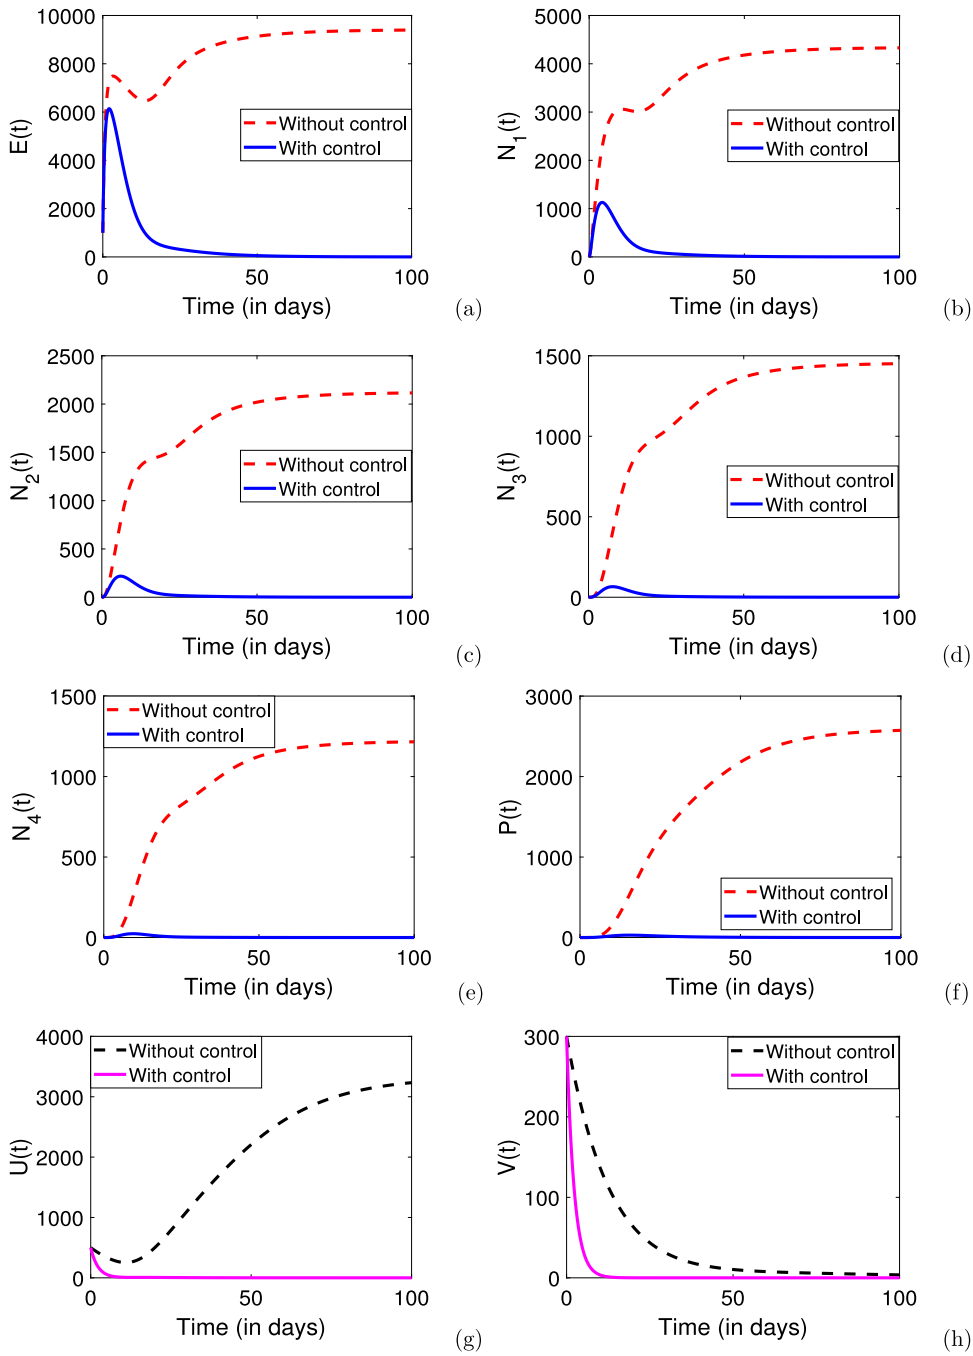 10000
8000
6000
4000
2000
0
E(t)
Without control
With control
0 50 100
Time (in days)
(a)
5000
4000
3000
2000
1000
0
N1(t)
Without control
With control
0 50 100
Time (in days)
(b)
2500
2000
1500
1000
500
0
N2(t)
Without control
With control
0 50 100
Time (in days)
(c)
1500
1000
500
0
N3(t)
Without control
With control
0 50 100
Time (in days)
(d)
1500
1000
500
0
N4(t)
Without control
With control
0 50 100
Time (in days)
(e)
3000
2000
1000
0
P(t)
Without control
With control
0 50 100
Time (in days)
(f)
4000
3000
2000
1000
0
U(t)
Without control
With control
0 50 100
Time (in days)
(g)
300
200
100
0
V(t)
Without control
With control
0 50 100
Time (in days)
(h)